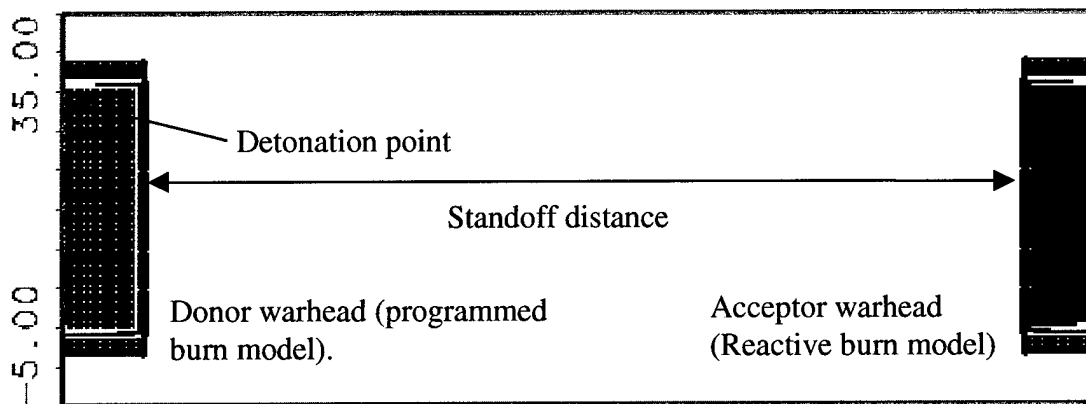 35.00
Detonation point
Standoff distance
Donor warhead (programmed
burn model).
Acceptor warhead
(Reactive burn model)
-5.00